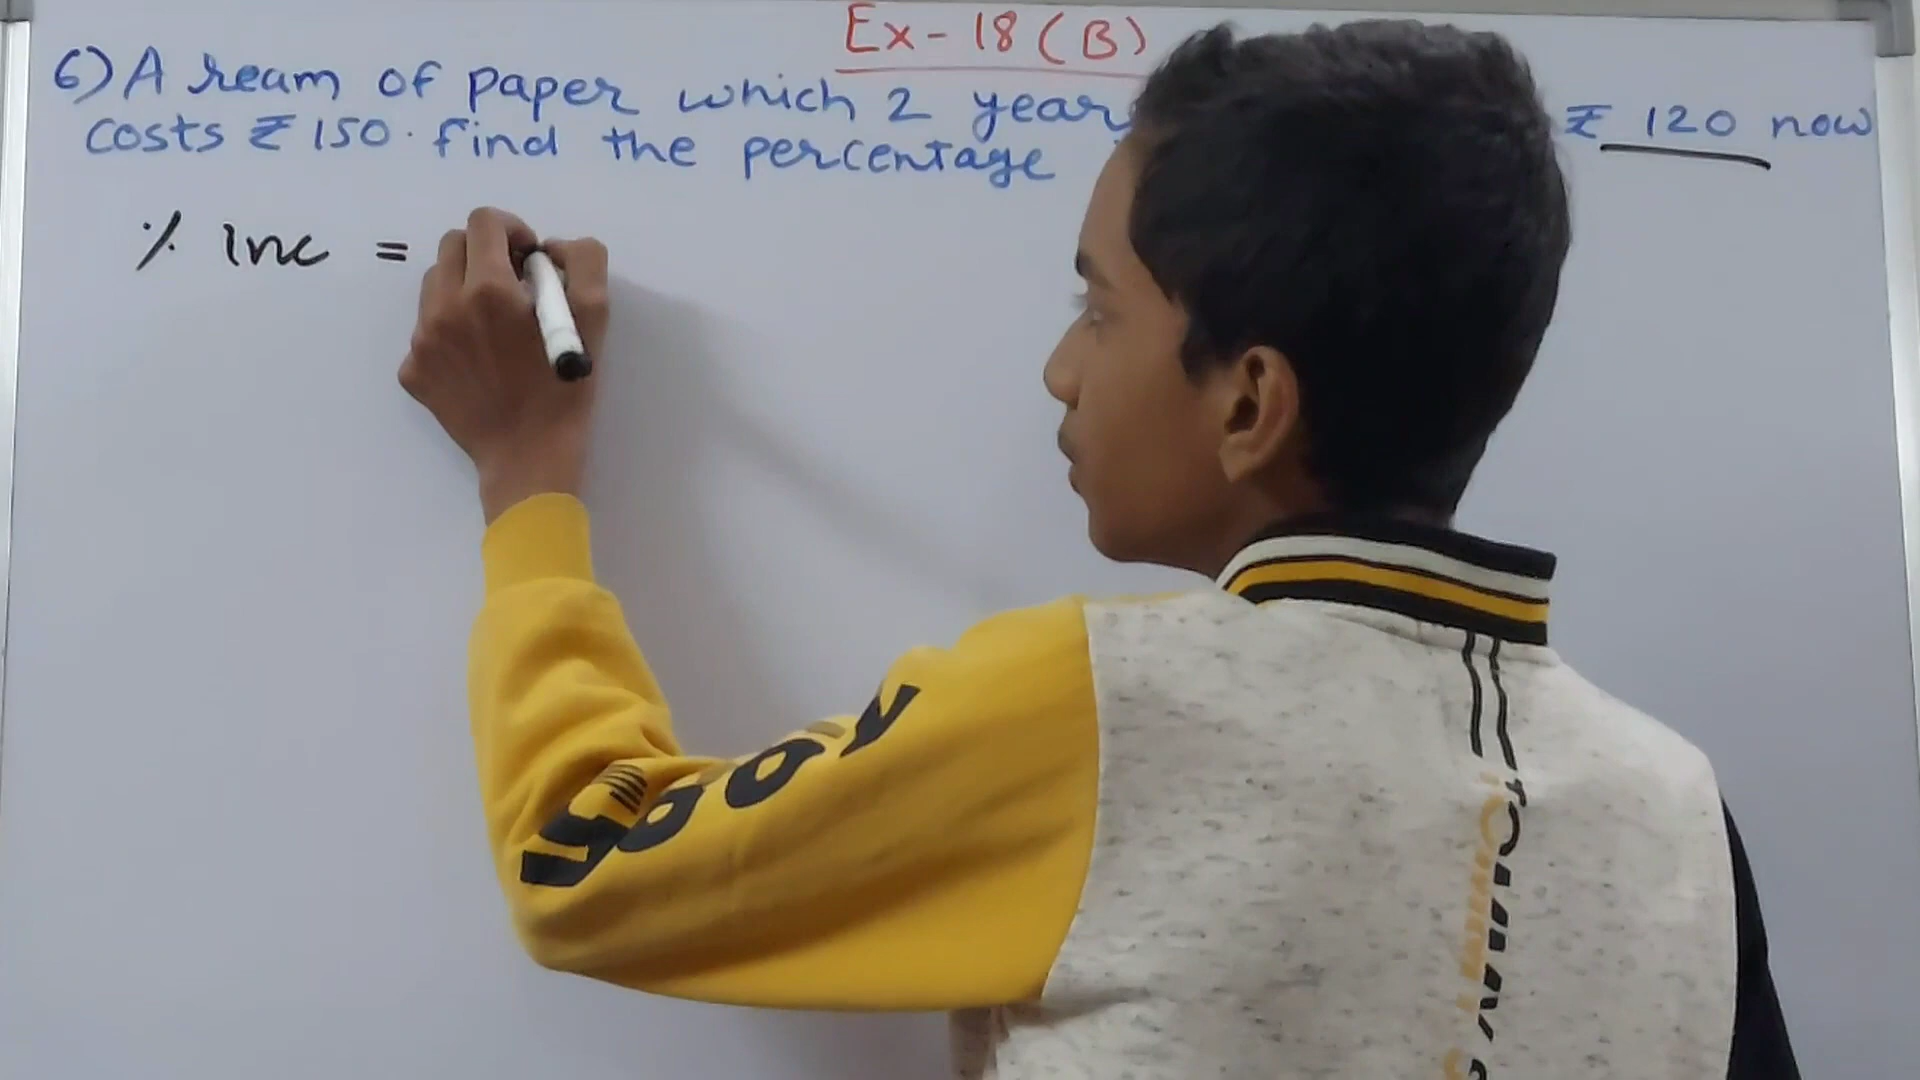 Ex - 18 (B)
6) A ream of paper which 2 year ₹ 120 now
costs ₹ 150. find the percentage
% Inc =